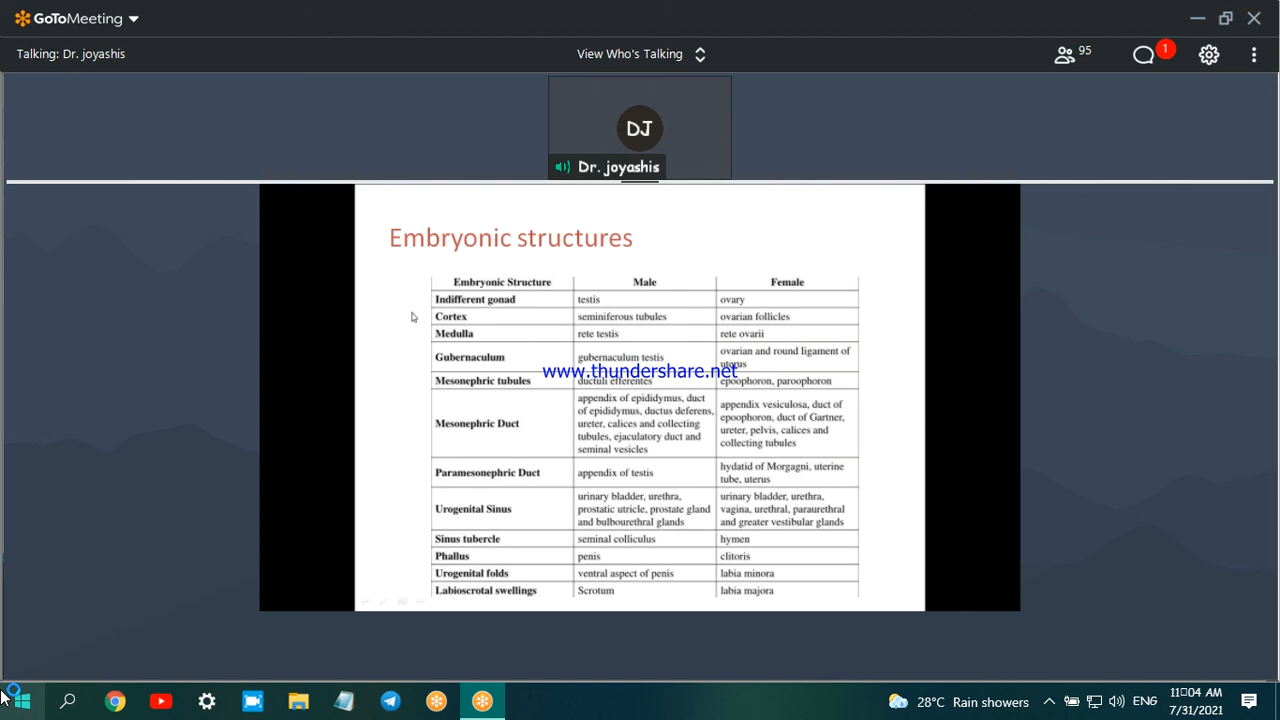 GoToMeeting
Talking: Dr. joyashis
View Who's Talking
95
1
DJ
Dr. joyashis
Embryonic structures
Embryonic Structure Male Female
Indifferent gonad testis ovary
Cortex seminiferous tubules ovarian follicles
Medulla rete testis rete ovarii
Gubernaculum gubernaculum testis ovarian and round ligament of
uterus
www.thundershare.net
Mesonephric tubules ductuli efferentes epoophoron, paroophoron
Mesonephric Duct
appendix of epididymus, duct
of epididymus, ductus deferens,
ureter, calices and collecting
tubules, ejaculatory duct and
seminal vesicles
appendix vesiculosa, duct of
epoophoron, duct of Gartner,
ureter, pelvis, calices and
collecting tubules
Paramesonephric Duct appendix of testis hydatid of Morgagni, uterine
tube, uterus
Urogenital Sinus
urinary bladder, urethra,
prostatic utricle, prostate gland
and bulbourethral glands
urinary bladder, urethra,
vagina, urethral, paraurethral
and greater vestibular glands
Sinus tubercle seminal colliculus hymen
Phallus penis clitoris
Urogenital folds ventral aspect of penis labia minora
Labioscrotal swellings Scrotum labia majora
28°C Rain showers ENG
11:04 AM
7/31/2021